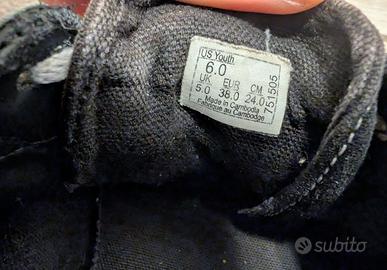 US Youth
6.0
UK EUR CM
5.0 38.0 24.0
Made in Cambodia
Fabriqué au Cambodge
751505
subito